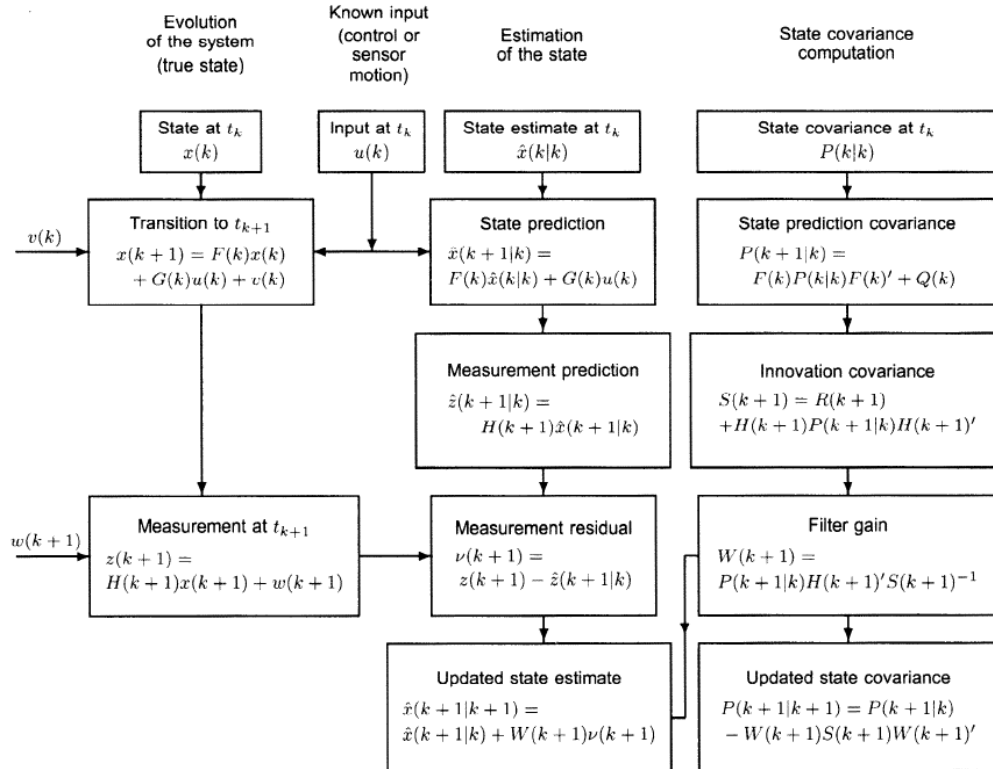 Evolution
of the system
(true state)
Known input
(control or
sensor
motion)
Estimation
of the state
State covariance
computation
State at t_k
x(k)
Input at t_k
u(k)
State estimate at t_k
x̂(k|k)
State covariance at t_k
P(k|k)
v(k)
Transition to t_{k+1}
x(k + 1) = F(k)x(k)
+ G(k)u(k) + v(k)
State prediction
x̂(k + 1|k) =
F(k)x̂(k|k) + G(k)u(k)
State prediction covariance
P(k + 1|k) =
F(k)P(k|k)F(k)′ + Q(k)
Measurement prediction
ẑ(k + 1|k) =
H(k + 1)x̂(k + 1|k)
Innovation covariance
S(k + 1) = R(k + 1)
+H(k + 1)P(k + 1|k)H(k + 1)′
w(k + 1)
Measurement at t_{k+1}
z(k + 1) =
H(k + 1)x(k + 1) + w(k + 1)
Measurement residual
ν(k + 1) =
z(k + 1) − ẑ(k + 1|k)
Filter gain
W(k + 1) =
P(k + 1|k)H(k + 1)′S(k + 1)⁻¹
Updated state estimate
x̂(k + 1|k + 1) =
x̂(k + 1|k) + W(k + 1)ν(k + 1)
Updated state covariance
P(k + 1|k + 1) = P(k + 1|k)
− W(k + 1)S(k + 1)W(k + 1)′